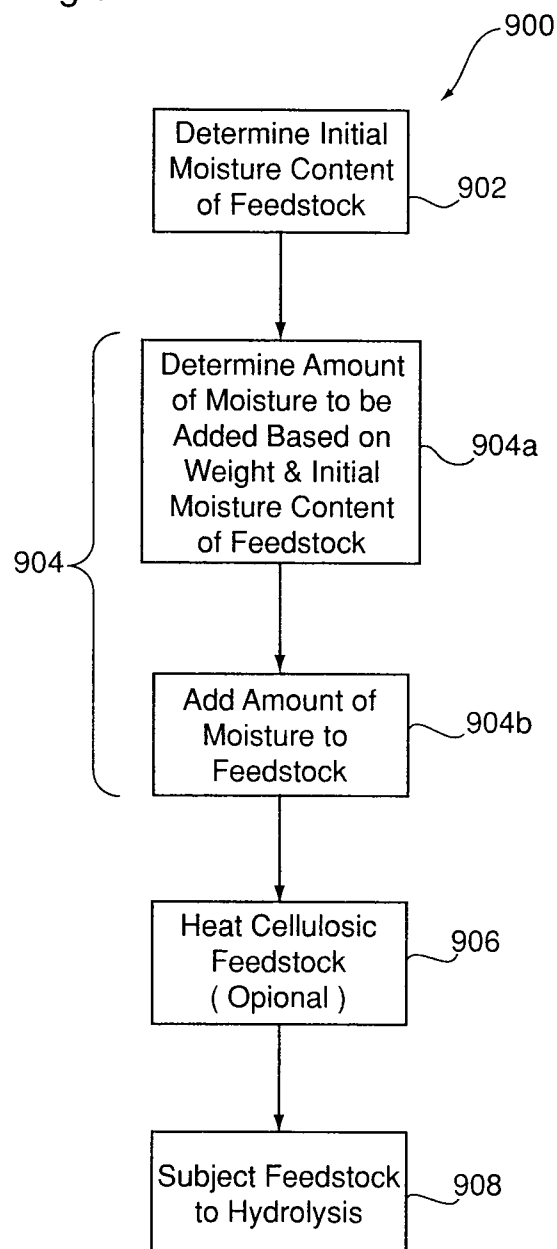 900
Determine Initial
Moisture Content
of Feedstock
902
Determine Amount
of Moisture to be
Added Based on
Weight & Initial
Moisture Content
of Feedstock
904a
904
Add Amount of
Moisture to
Feedstock
904b
Heat Cellulosic
Feedstock
( Opional )
906
Subject Feedstock
to Hydrolysis
908